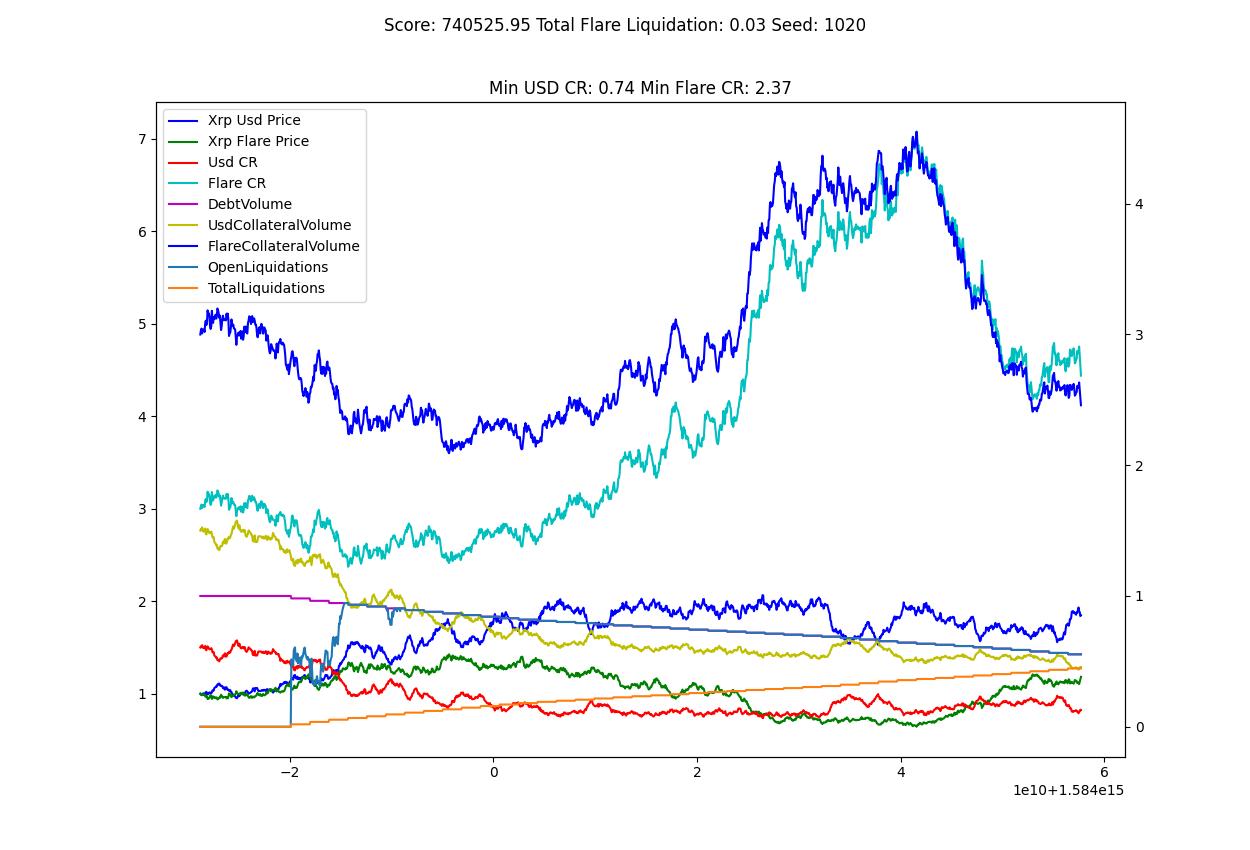 Score: 740525.95 Total Flare Liquidation: 0.03 Seed: 1020
Min USD CR: 0.74 Min Flare CR: 2.37
Xrp Usd Price
Xrp Flare Price
Usd CR
Flare CR
DebtVolume
UsdCollateralVolume
FlareCollateralVolume
OpenLiquidations
TotalLiquidations
7
6
5
4
3
2
1
4
3
2
1
0
−2
0
2
4
6
1e10+1.584e15